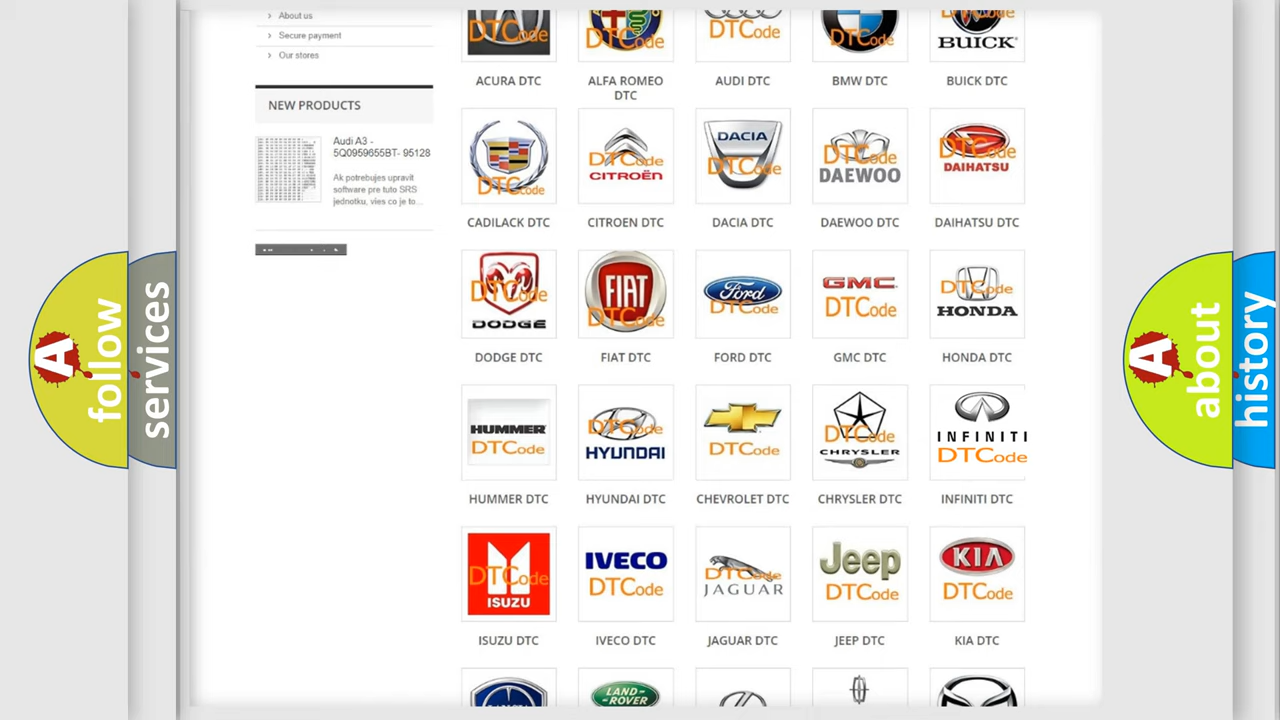 About us
Secure payment
Our stores
NEW PRODUCTS
Audi A3 -
5Q0959655BT- 95128
Ak potrebujes upravit
software pre tuto SRS
jednotku, vies co je to...
DTCode
DTCode
DTCode
DTCode
BUICK
ACURA DTC
ALFA ROMEO
DTC
AUDI DTC
BMW DTC
BUICK DTC
DTCode
DTCode
CITROËN
DACIA
DTCode
DTCode
DAEWOO
DTCode
DAIHATSU
CADILACK DTC
CITROEN DTC
DACIA DTC
DAEWOO DTC
DAIHATSU DTC
DTCode
DODGE
FIAT
DTCode
Ford
DTCode
GMC
DTCode
DTCode
HONDA
DODGE DTC
FIAT DTC
FORD DTC
GMC DTC
HONDA DTC
HUMMER
DTCode
DTCode
HYUNDAI
DTCode
DTCode
CHRYSLER
INFINITI
DTCode
HUMMER DTC
HYUNDAI DTC
CHEVROLET DTC
CHRYSLER DTC
INFINITI DTC
DTCode
ISUZU
IVECO
DTCode
DTCode
JAGUAR
Jeep
DTCode
KIA
DTCode
ISUZU DTC
IVECO DTC
JAGUAR DTC
JEEP DTC
KIA DTC
LAND-
ROVER
A
follow
services
A
about
history